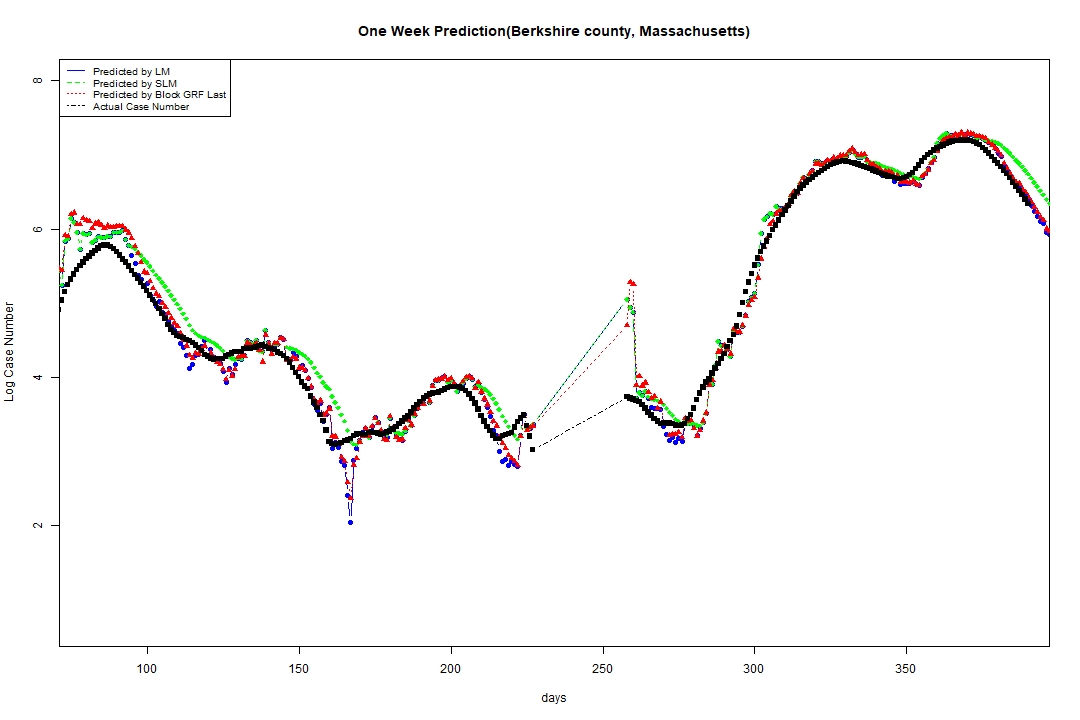 One Week Prediction(Berkshire county, Massachusetts)
Predicted by LM
Predicted by SLM
Predicted by Block GRF Last
Actual Case Number
8
6
4
2
Log Case Number
100 150 200 250 300 350
days